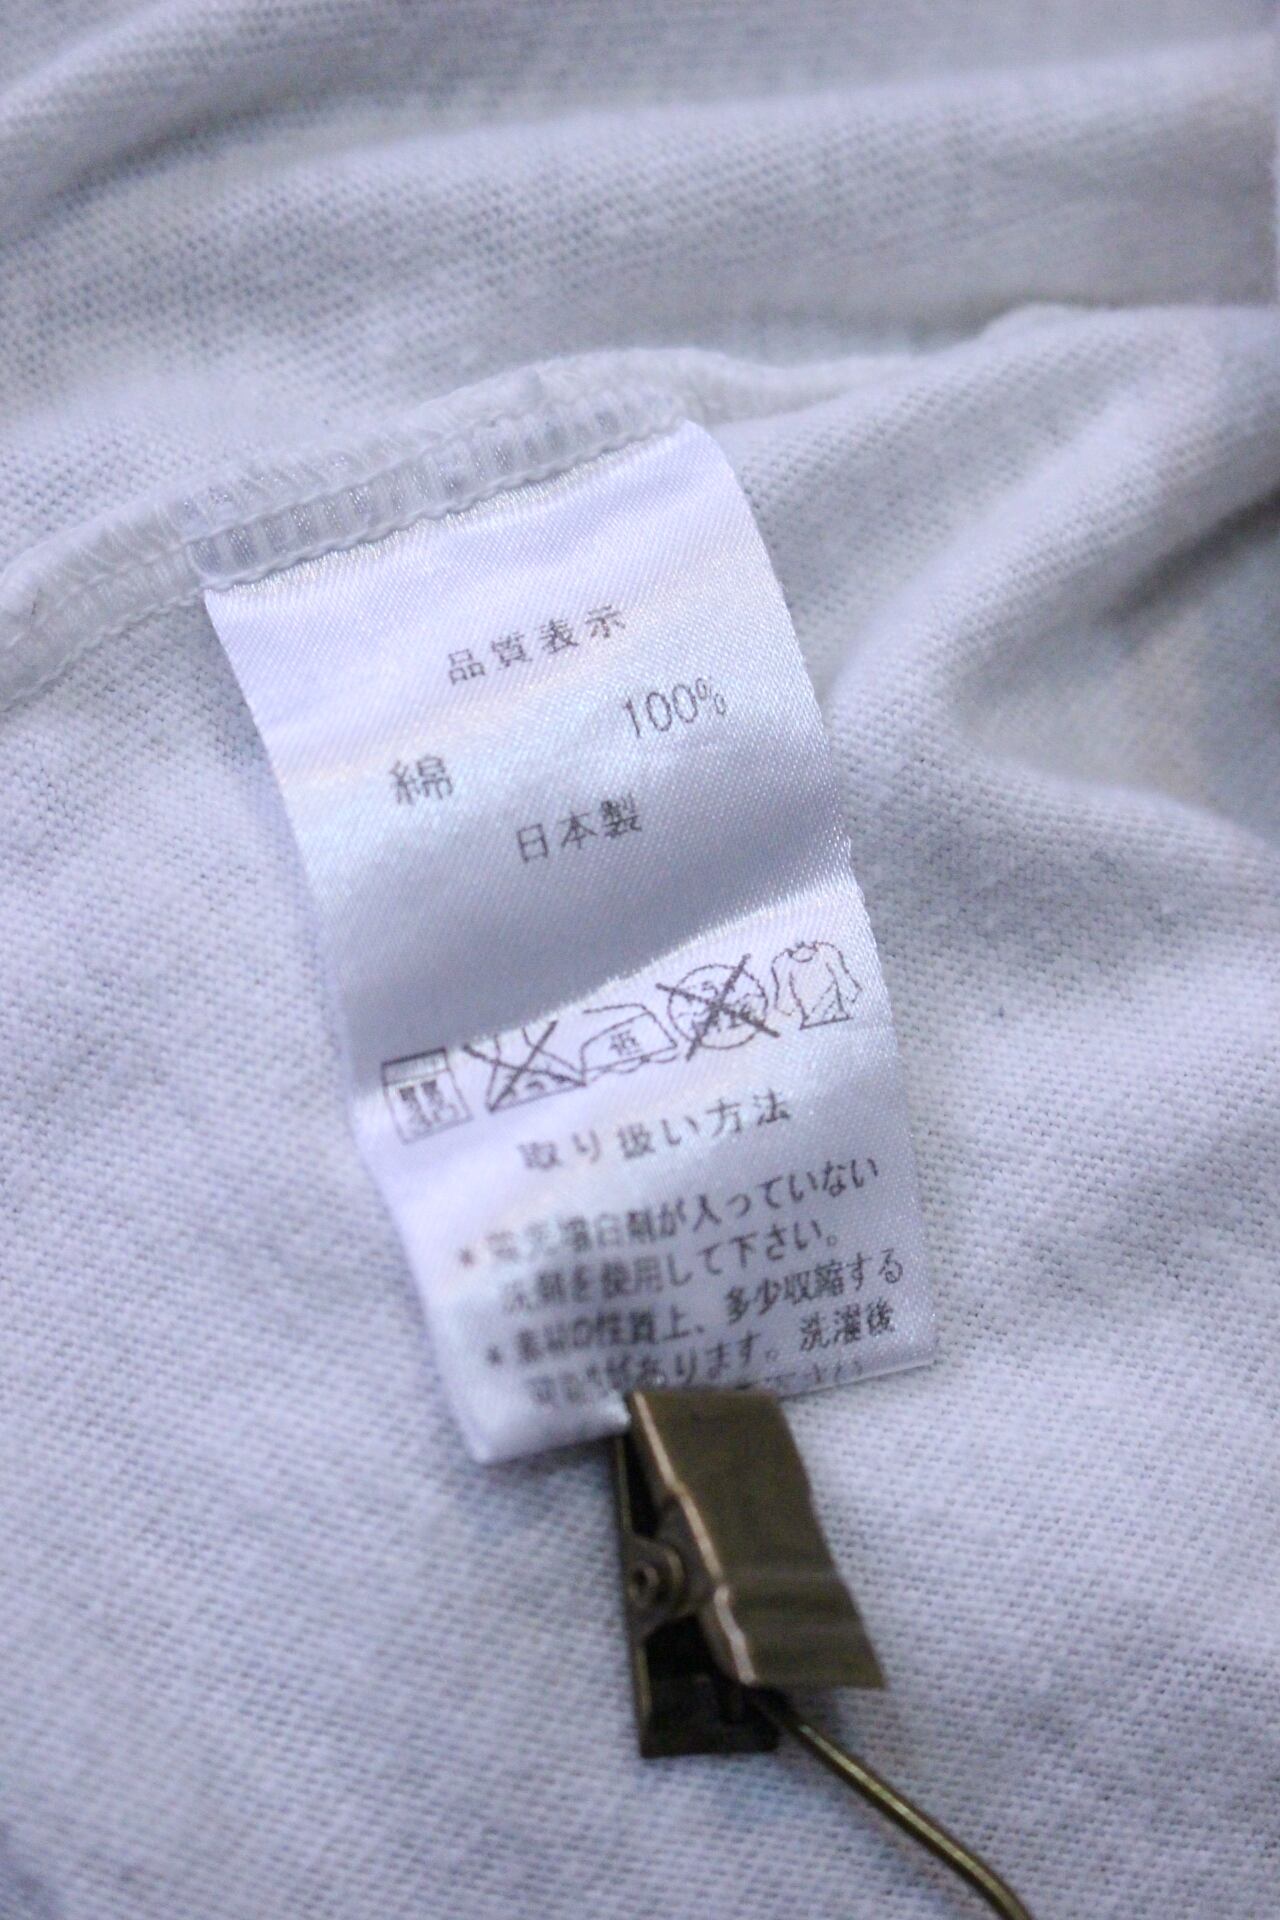 品質表示
綿 100%
日本製
中
取り扱い方法
*蛍光増白剤が入っていない
洗剤を使用して下さい。
*素材の性質上、多少収縮する
可能性があります。洗濯後
さい